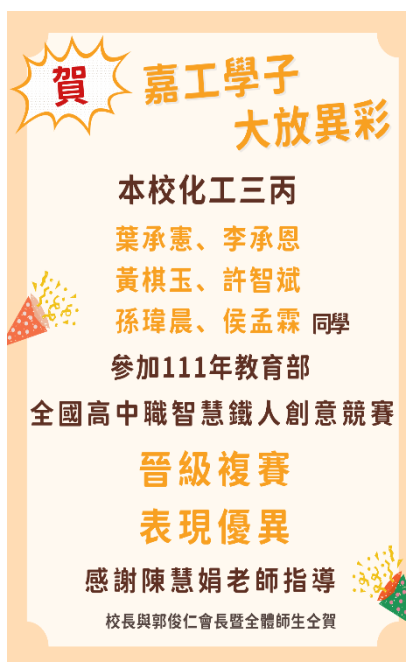 賀
嘉工學子
大放異彩
本校化工三丙
葉承憲、李承恩
黃棋玉、許智斌
孫瑋晨、侯孟霖 同學
參加111年教育部
全國高中職智慧鐵人創意競賽
晉級複賽
表現優異
感謝陳慧娟老師指導
校長與郭俊仁會長暨全體師生仝賀